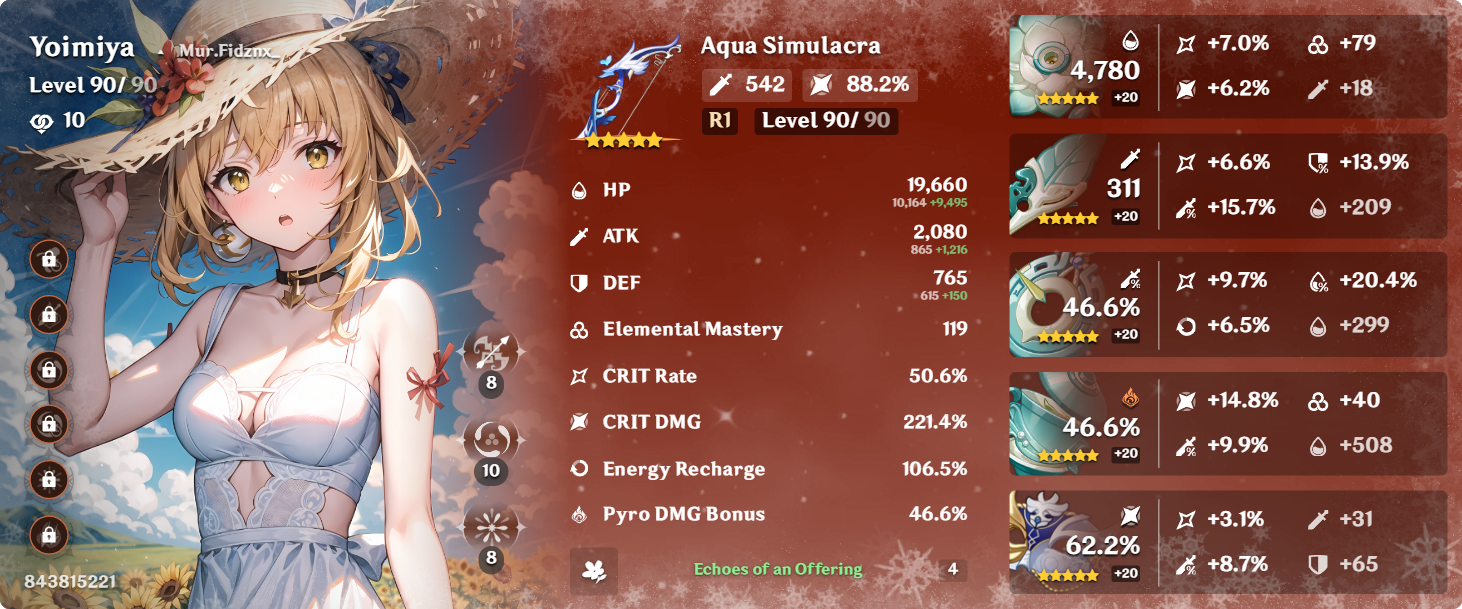 Yoimiya
Mur.Fidznx_
Level 90/ 90
10
8
10
8
843815221
Aqua Simulacra
542 88.2%
R1 Level 90/ 90
HP 19,660
10,164 +9,495
ATK 2,080
865 +1,216
DEF 765
615 +150
Elemental Mastery 119
CRIT Rate 50.6%
CRIT DMG 221.4%
Energy Recharge 106.5%
Pyro DMG Bonus 46.6%
Echoes of an Offering 4
4,780
+20
+7.0% +79
+6.2% +18
311
+20
+6.6% +13.9%
+15.7% +209
46.6%
+20
+9.7% +20.4%
+6.5% +299
46.6%
+20
+14.8% +40
+9.9% +508
62.2%
+20
+3.1% +31
+8.7% +65